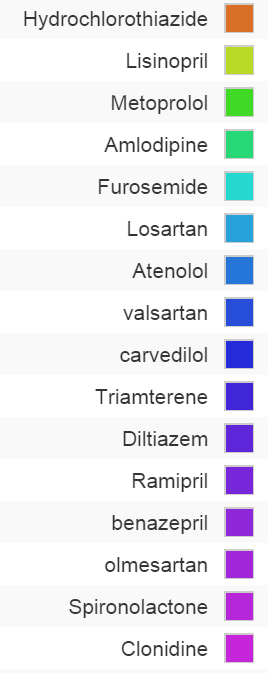 Hydrochlorothiazide
Lisinopril
Metoprolol
Amlodipine
Furosemide
Losartan
Atenolol
valsartan
carvedilol
Triamterene
Diltiazem
Ramipril
benazepril
olmesartan
Spironolactone
Clonidine